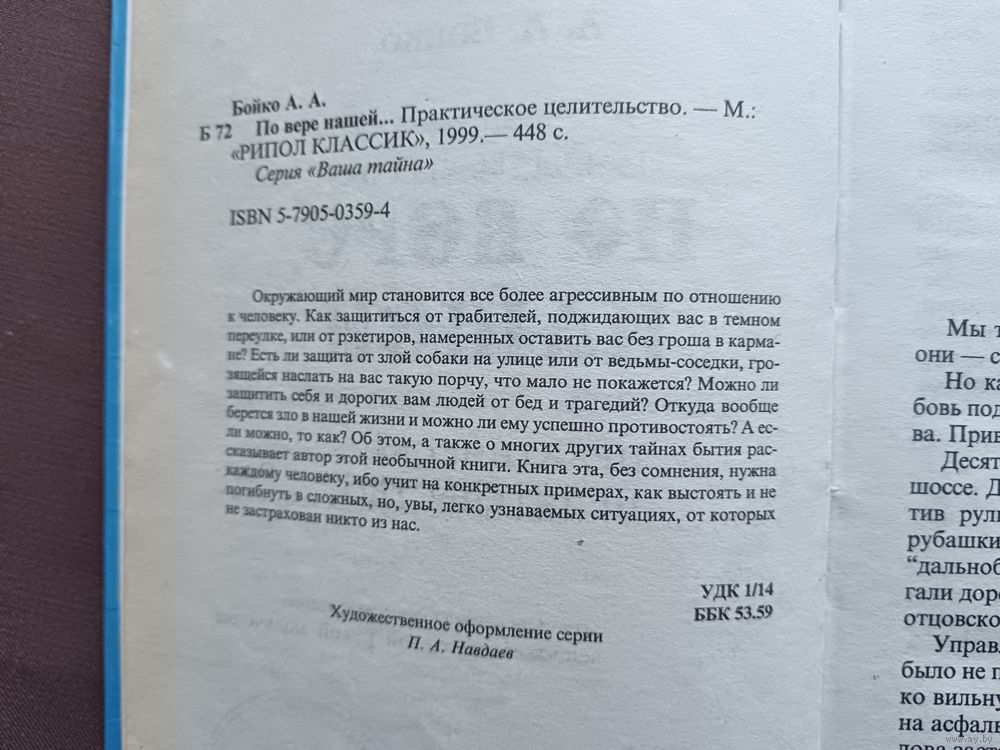 Бойко А. А.
Б 72 По вере нашей... Практическое целительство. — М.:
«РИПОЛ КЛАССИК», 1999.— 448 с.
Серия «Ваша тайна»
ISBN 5-7905-0359-4
Окружающий мир становится все более агрессивным по отношению
к человеку. Как защититься от грабителей, поджидающих вас в темном
переулке, или от рэкетиров, намеренных оставить вас без гроша в карма-
не? Есть ли защита от злой собаки на улице или от ведьмы-соседки, гро-
зящейся наслать на вас такую порчу, что мало не покажется? Можно ли
защитить себя и дорогих вам людей от бед и трагедий? Откуда вообще
берется зло в нашей жизни и можно ли ему успешно противостоять? А ес-
ли можно, то как? Об этом, а также о многих других тайнах бытия рас-
сказывает автор этой необычной книги. Книга эта, без сомнения, нужна
каждому человеку, ибо учит на конкретных примерах, как выстоять и не
погибнуть в сложных, но, увы, легко узнаваемых ситуациях, от которых
не застрахован никто из нас.
УДК 1/14
ББК 53.59
Художественное оформление серии
П. А. Навдаев
Мы т
они — с
Но ка
бовь под
ва. Прив
Десят
шоссе. Д
тив рул
рубашки
“дальноб
гали доро
отцовско
Управл
было не п
ко вильну
на асфаль
www.ay.by